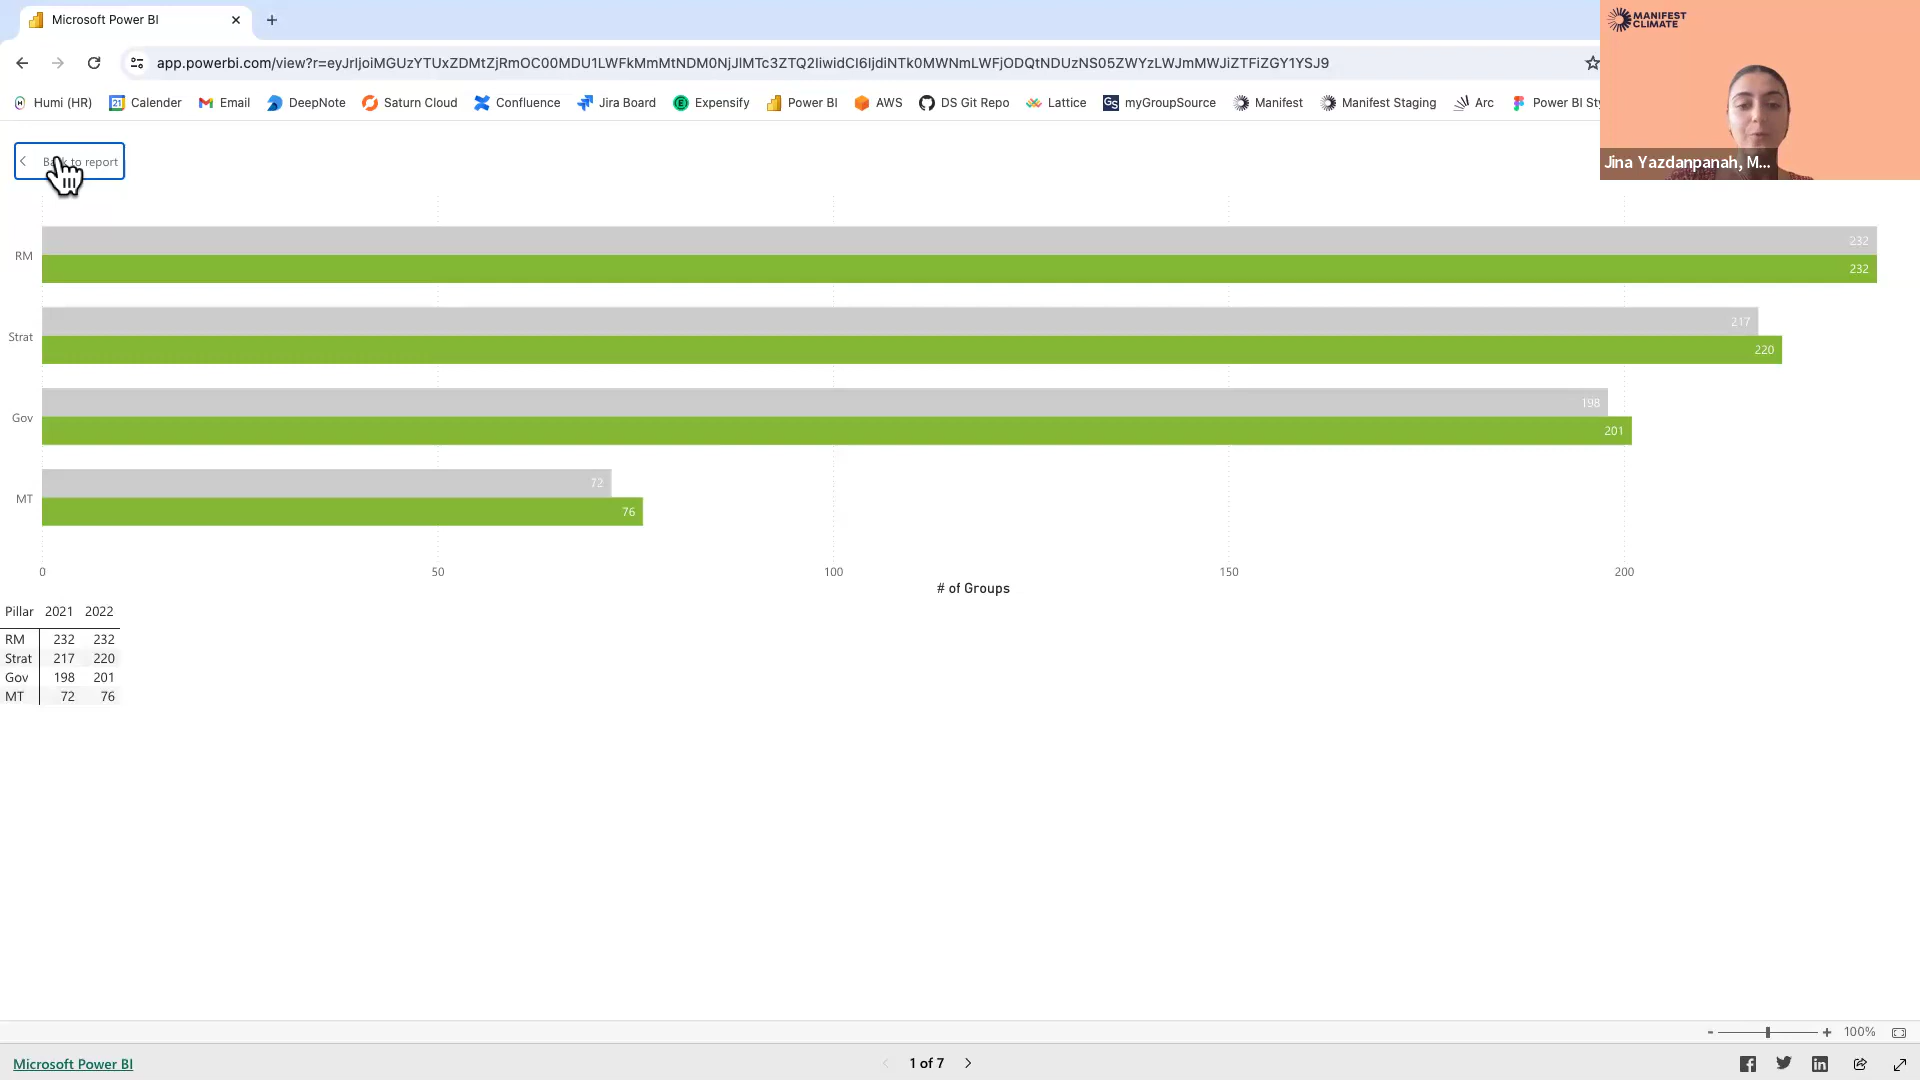 Microsoft Power BI
MANIFEST
CLIMATE
app.powerbi.com/view?r=eyJrIjoiMGUzYTUxZDMtZjRmOC00MDU1LWFkMmMtNDM0NjJlMTc3ZTQ2IiwidCI6IjdiNTk0MWNmLWFjODQtNDUzNS05ZWYzLWJmMWJiZTFiZGY1YSJ9
Humi (HR) Calender Email DeepNote Saturn Cloud Confluence Jira Board Expensify Power BI AWS DS Git Repo Lattice myGroupSource Manifest Manifest Staging Arc Power BI Sty
Back to report
Jina Yazdanpanah, M...
232
RM
232
217
Strat
220
198
Gov
201
72
MT
76
0 50 100 150 200
# of Groups
Pillar 2021 2022
RM 232 232
Strat 217 220
Gov 198 201
MT 72 76
100%
Microsoft Power BI
1 of 7